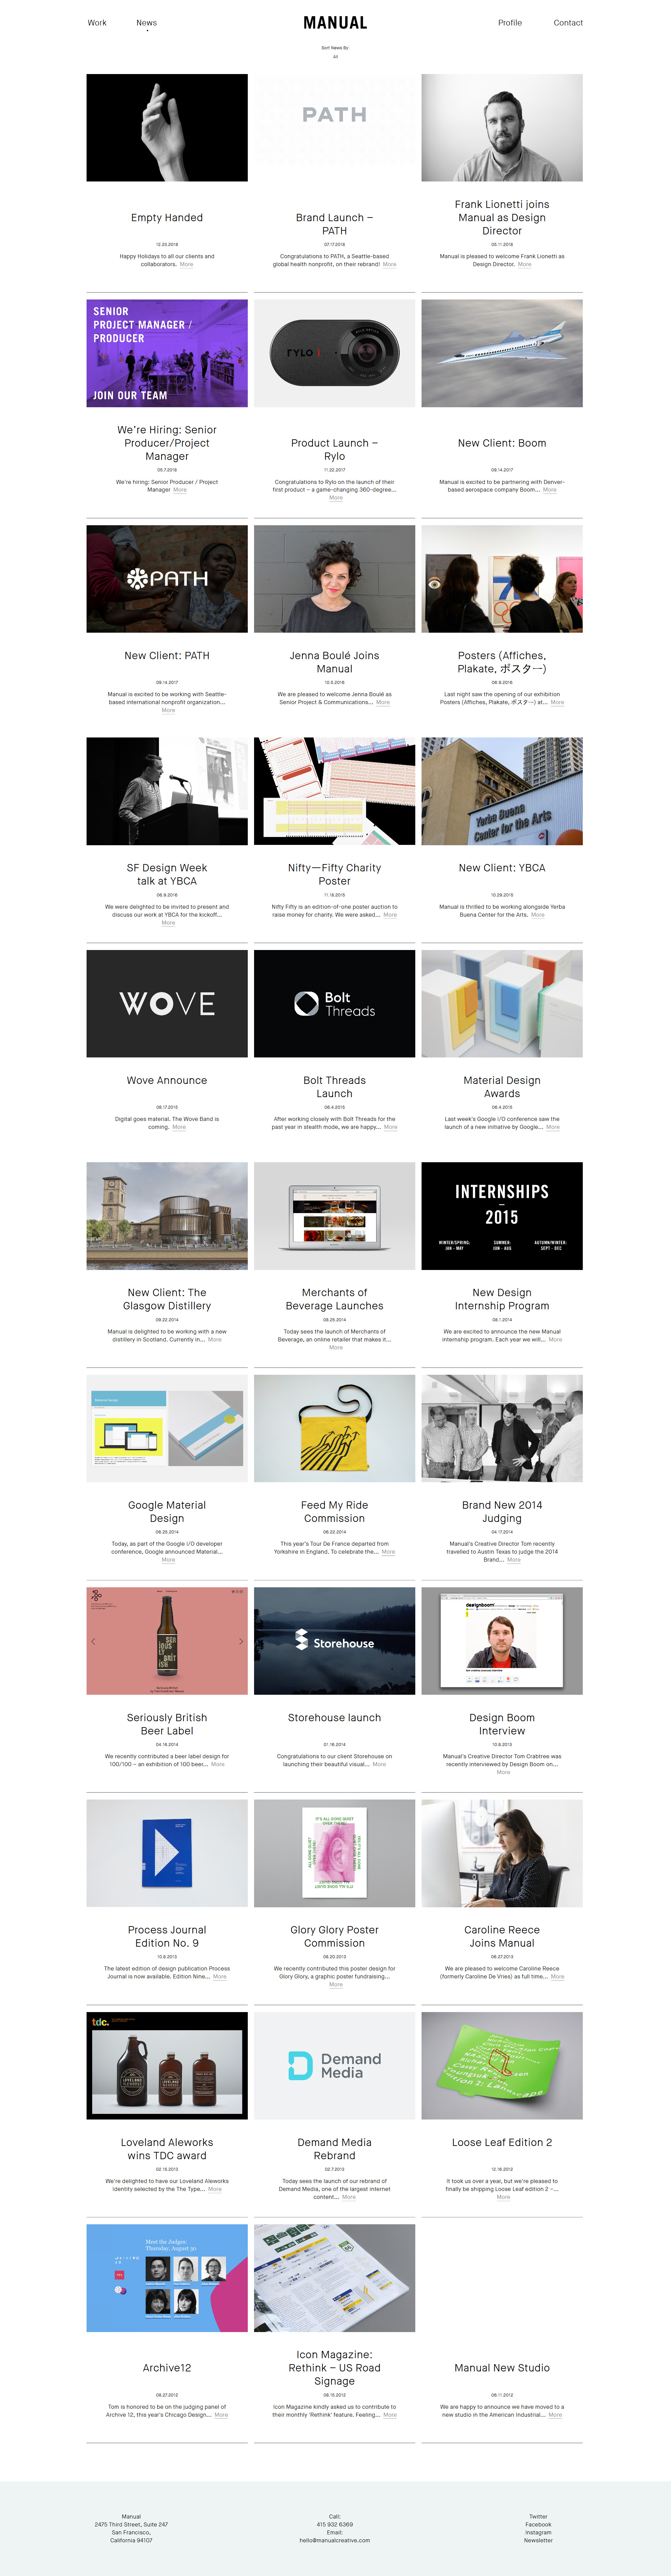 Work
News
MANUAL
Profile
Contact
Sort News By:
All
PATH
Empty Handed
12.20.2018
Happy Holidays to all our clients and
collaborators. More
Brand Launch –
PATH
07.17.2018
Congratulations to PATH, a Seattle-based
global health nonprofit, on their rebrand! More
Frank Lionetti joins
Manual as Design
Director
05.11.2018
Manual is pleased to welcome Frank Lionetti as
Design Director. More
SENIOR
PROJECT MANAGER /
PRODUCER
JOIN OUR TEAM
RYLO
We're Hiring: Senior
Producer/Project
Manager
05.7.2018
We're hiring: Senior Producer / Project
Manager More
Product Launch –
Rylo
11.22.2017
Congratulations to Rylo on the launch of their
first product – a game-changing 360-degree... More
New Client: Boom
09.14.2017
Manual is excited to be partnering with Denver-
based aerospace company Boom... More
PATH
New Client: PATH
09.14.2017
Manual is excited to be working with Seattle-
based international nonprofit organization...
More
Jenna Boulé Joins
Manual
10.5.2016
We are pleased to welcome Jenna Boulé as
Senior Project & Communications... More
Posters (Affiches,
Plakate, ポスター)
06.9.2016
Last night saw the opening of our exhibition
Posters (Affiches, Plakate, ポスター) at... More
Yerba Buena
Center for the Arts
SF Design Week
talk at YBCA
06.9.2016
We were delighted to be invited to present and
discuss our work at YBCA for the kickoff...
More
Nifty—Fifty Charity
Poster
11.18.2015
Nifty Fifty is an edition-of-one poster auction to
raise money for charity. We were asked... More
New Client: YBCA
10.29.2015
Manual is thrilled to be working alongside Yerba
Buena Center for the Arts. More
WOVE
Bolt
Threads
Wove Announce
06.17.2015
Digital goes material. The Wove Band is
coming. More
Bolt Threads
Launch
06.4.2015
After working closely with Bolt Threads for the
past year in stealth mode, we are happy... More
Material Design
Awards
06.4.2015
Last week's Google I/O conference saw the
launch of a new initiative by Google... More
INTERNSHIPS
2015
WINTER/SPRING:
JAN - MAY
SUMMER:
JUN - AUG
AUTUMN/WINTER:
SEPT - DEC
New Client: The
Glasgow Distillery
09.22.2014
Manual is delighted to be working with a new
distillery in Scotland. Currently in... More
Merchants of
Beverage Launches
08.25.2014
Today sees the launch of Merchants of
Beverage, an online retailer that makes it...
More
New Design
Internship Program
08.1.2014
We are excited to announce the new Manual
internship program. Each year we will... More
Google Material
Design
06.25.2014
Today, as part of the Google I/O developer
conference, Google announced Material...
More
Feed My Ride
Commission
06.22.2014
This year's Tour De France departed from
Yorkshire in England. To celebrate the... More
Brand New 2014
Judging
04.17.2014
Manual's Creative Director Tom recently
travelled to Austin Texas to judge the 2014
Brand... More
SERIOUSLY BRITISH
Storehouse
designboom
Seriously British
Beer Label
04.16.2014
We recently contributed a beer label design for
100/100 – an exhibition of 100 beer... More
Storehouse launch
01.16.2014
Congratulations to our client Storehouse on
launching their beautiful visual... More
Design Boom
Interview
10.8.2013
Manual's Creative Director Tom Crabtree was
recently interviewed by Design Boom on...
More
IT'S ALL GONE QUIET
OVER THERE!
Process Journal
Edition No. 9
10.8.2013
The latest edition of design publication Process
Journal is now available. Edition Nine... More
Glory Glory Poster
Commission
08.20.2013
We recently contributed this poster design for
Glory Glory, a graphic poster fundraising...
More
Caroline Reece
Joins Manual
06.27.2013
We are pleased to welcome Caroline Reece
(formerly Caroline De Vries) as full time... More
tdc.
LOVELAND
Demand
Media
Loveland Aleworks
wins TDC award
02.15.2013
We're delighted to have our Loveland Aleworks
identity selected by the The Type... More
Demand Media
Rebrand
02.7.2013
Today sees the launch of our rebrand of
Demand Media, one of the largest internet
content... More
Loose Leaf Edition 2
12.16.2012
It took us over a year, but we're pleased to
finally be shipping Loose Leaf edition 2 –...
More
Meet the Judges:
Thursday, August 30
Archive12
08.27.2012
Tom is honored to be on the judging panel of
Archive 12, this year's Chicago Design... More
Icon Magazine:
Rethink – US Road
Signage
08.15.2012
Icon Magazine kindly asked us to contribute to
their monthly 'Rethink' feature. Feeling... More
Manual New Studio
06.11.2012
We are happy to announce we have moved to a
new studio in the American Industrial... More
Manual
2475 Third Street, Suite 247
San Francisco,
California 94107
Call:
415 932 6369
Email:
hello@manualcreative.com
Twitter
Facebook
Instagram
Newsletter